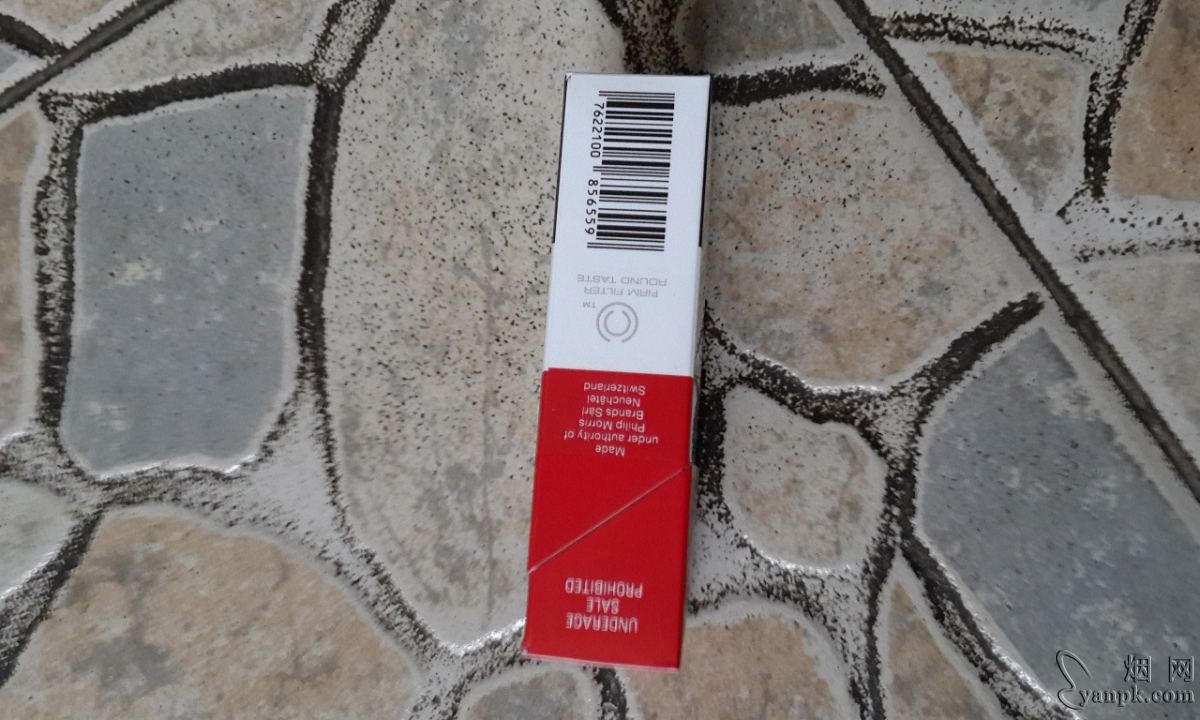 UNDERAGE
SALE
PROHIBITED
Made
under authority of
Philip Morris
Brands Sàrl
Neuchâtel
Switzerland
TM
FIRM FILTER
ROUND TASTE
7622100 856559
烟网
yanpk.com